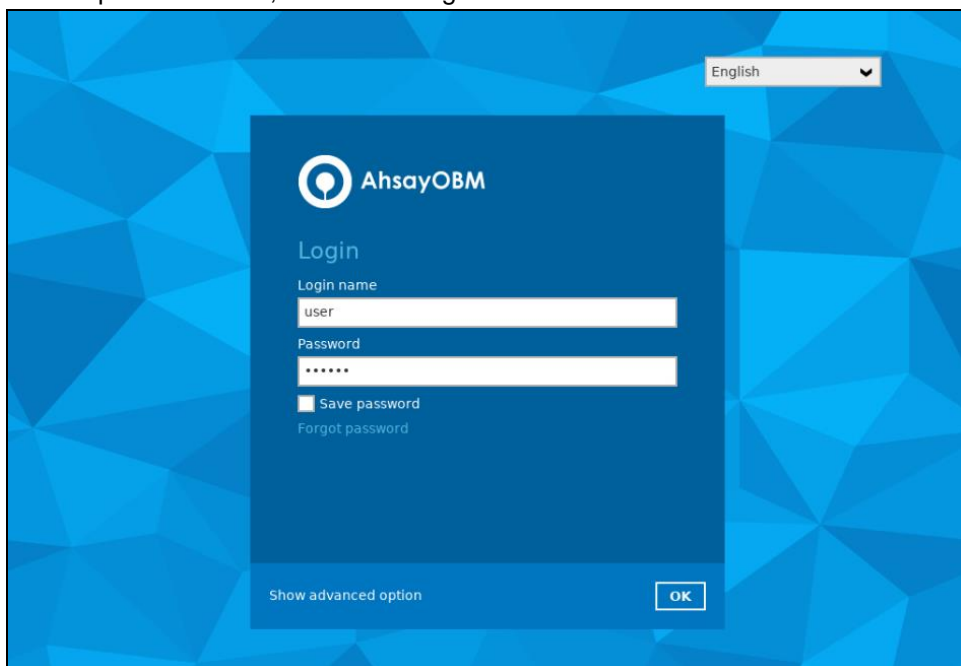 English
AhsayOBM
Login
Login name
user
Password
••••••
Save password
Forgot password
Show advanced option
OK